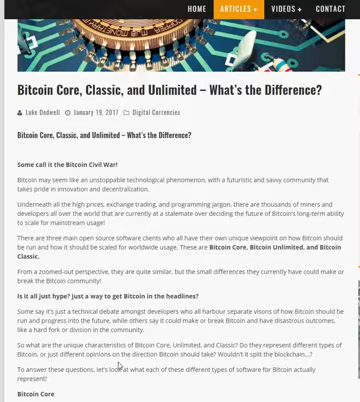 HOME ARTICLES + VIDEOS + CONTACT
Bitcoin Core, Classic, and Unlimited – What's the Difference?
Luke Dodwell January 19, 2017 Digital Currencies
Bitcoin Core, Classic, and Unlimited – What's the Difference?
Some call it the Bitcoin Civil War!
Bitcoin may seem like an unstoppable technological phenomenon, with a futuristic and savvy community that
takes pride in innovation and decentralization.
Underneath all the high prices, exchange trading, and programming jargon, there are thousands of miners and
developers all over the world that are currently at a stalemate over deciding the future of Bitcoin's long-term ability
to scale for mainstream usage!
There are three main open source software clients who all have their own unique viewpoint on how Bitcoin should
be run and how it should be scaled for worldwide usage. These are Bitcoin Core, Bitcoin Unlimited, and Bitcoin
Classic.
From a zoomed-out perspective, they are quite similar, but the small differences they currently have could make or
break the Bitcoin community!
Is it all just hype? Just a way to get Bitcoin in the headlines?
Some say it's just a technical debate amongst developers who all harbour separate visions of how Bitcoin should be
run and progress into the future, while others say it could make or break Bitcoin and have disastrous outcomes,
like a hard fork or division in the community.
So what are the unique characteristics of Bitcoin Core, Unlimited, and Classic? Do they represent different types of
Bitcoin, or just different opinions on the direction Bitcoin should take? Wouldn't it split the blockchain...?
To answer these questions, let's look at what each of these different types of software for Bitcoin actually
represent!
Bitcoin Core